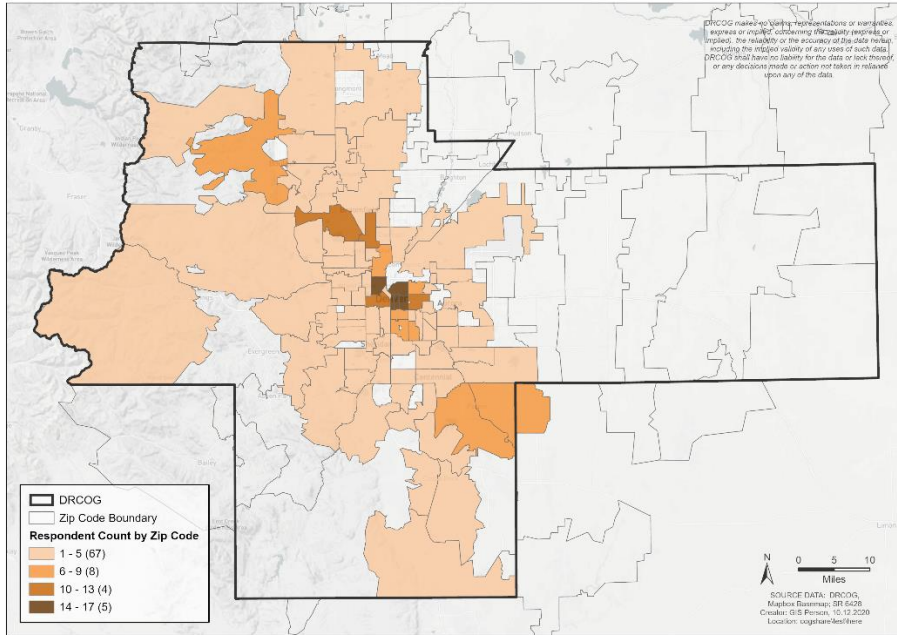 DRCOG makes no claims, representations or warranties,
express or implied, concerning the validity (express or
implied), the reliability or the accuracy of the data herein,
including the implied validity of any uses of such data.
DRCOG shall have no liability for the data or lack thereof,
or any decisions made or action not taken in reliance
upon any of the data.
Granby
Hudson
Brighton
Fraser
Evergreen
Bailey
DRCOG
Zip Code Boundary
Respondent Count by Zip Code
1 - 5 (67)
6 - 9 (8)
10 - 13 (4)
14 - 17 (5)
N
0 5 10
Miles
SOURCE DATA: DRCOG,
Mapbox Basemap; SR 6428
Creator: GIS Person, 10.12.2020
Location: cogshare\test\here